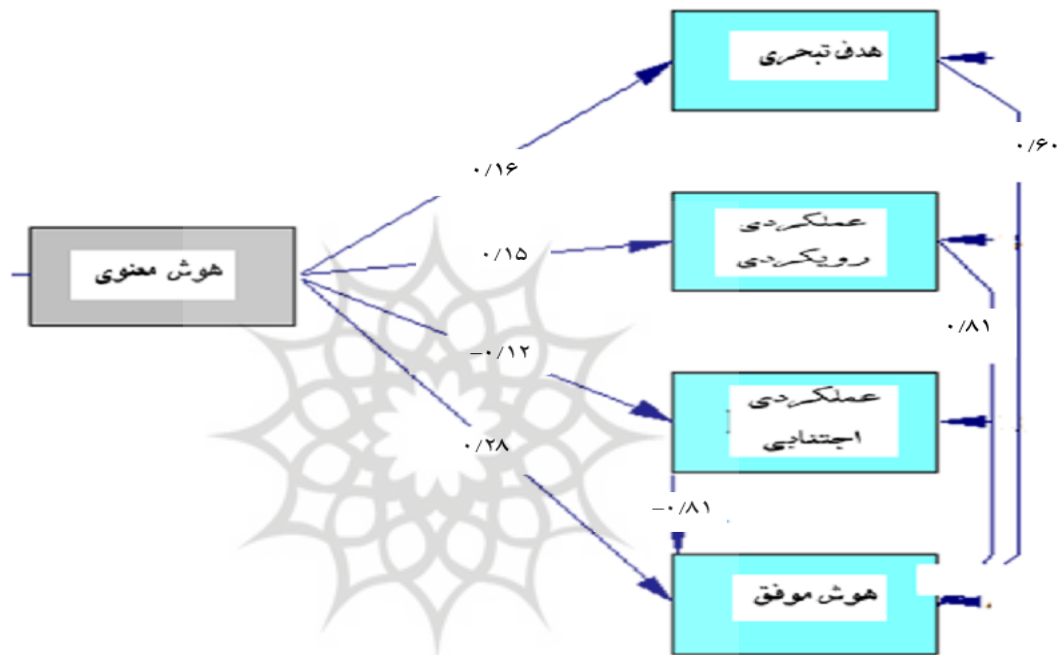 هدف تبحری
۰/۶۰
۰/۱۶
عملکردی
رویکردی
۰/۱۵
هوش معنوی
۰/۸۱
-۰/۱۲
عملکردی
اجتنابی
۰/۲۸
-۰/۸۱
هوش موفق